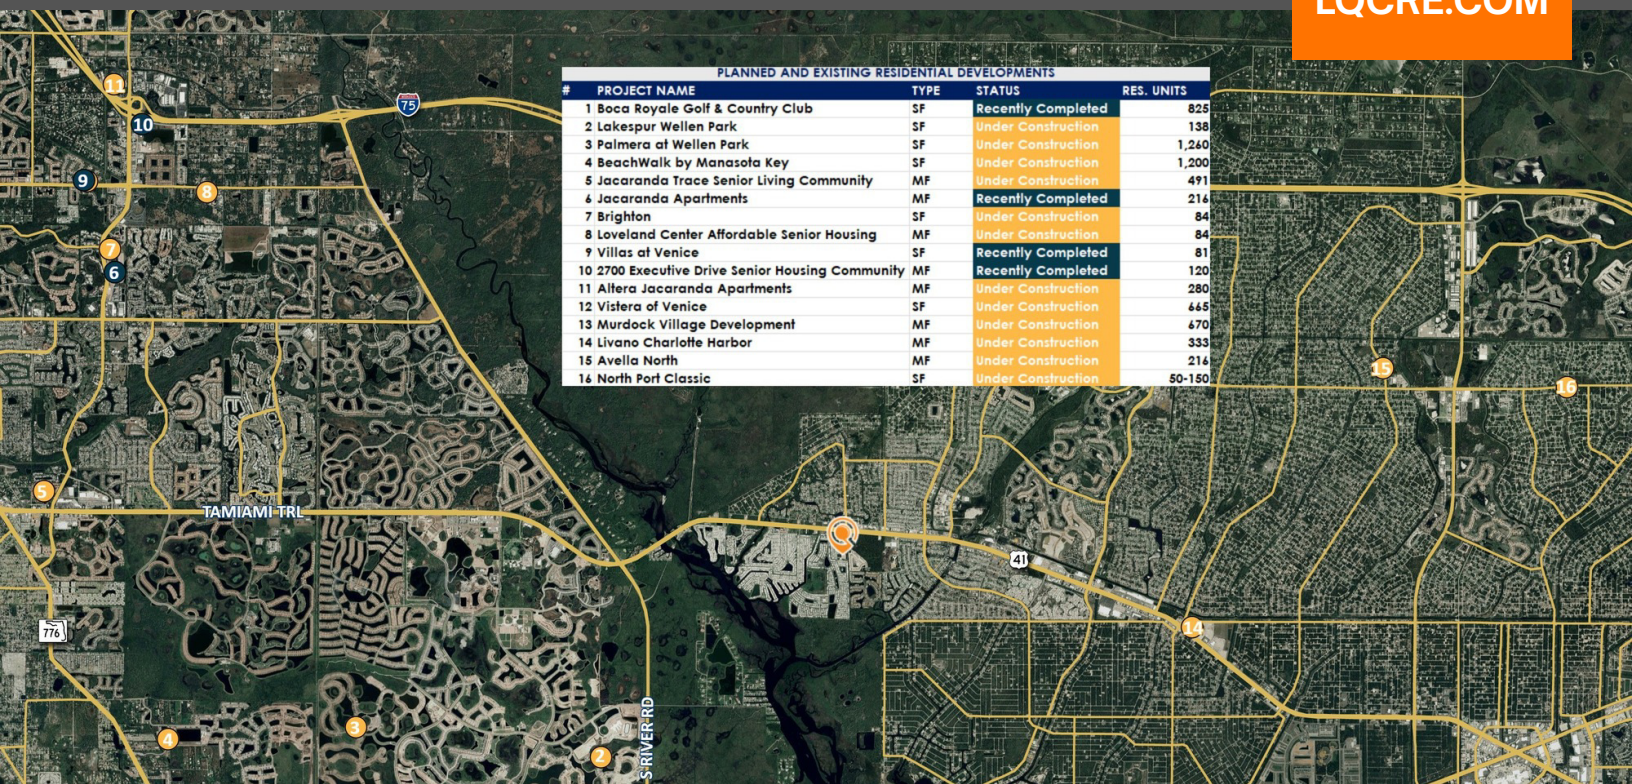 LQCRE.COM
PLANNED AND EXISTING RESIDENTIAL DEVELOPMENTS
# PROJECT NAME TYPE STATUS RES. UNITS
1 Boca Royale Golf & Country Club SF Recently Completed 825
2 Lakespur Wellen Park SF Under Construction 138
3 Palmera at Wellen Park SF Under Construction 1,260
4 BeachWalk by Manasota Key SF Under Construction 1,200
5 Jacaranda Trace Senior Living Community MF Under Construction 491
6 Jacaranda Apartments MF Recently Completed 216
7 Brighton SF Under Construction 84
8 Loveland Center Affordable Senior Housing MF Under Construction 84
9 Villas at Venice SF Recently Completed 81
10 2700 Executive Drive Senior Housing Community MF Recently Completed 120
11 Altera Jacaranda Apartments MF Under Construction 280
12 Vistera of Venice SF Under Construction 665
13 Murdock Village Development MF Under Construction 670
14 Livano Charlotte Harbor MF Under Construction 333
15 Avella North MF Under Construction 216
16 North Port Classic SF Under Construction 50-150
11
75
10
9
8
7
6
15
16
5
TAMIAMI TRL
41
776
14
S RIVER RD
3
4
2